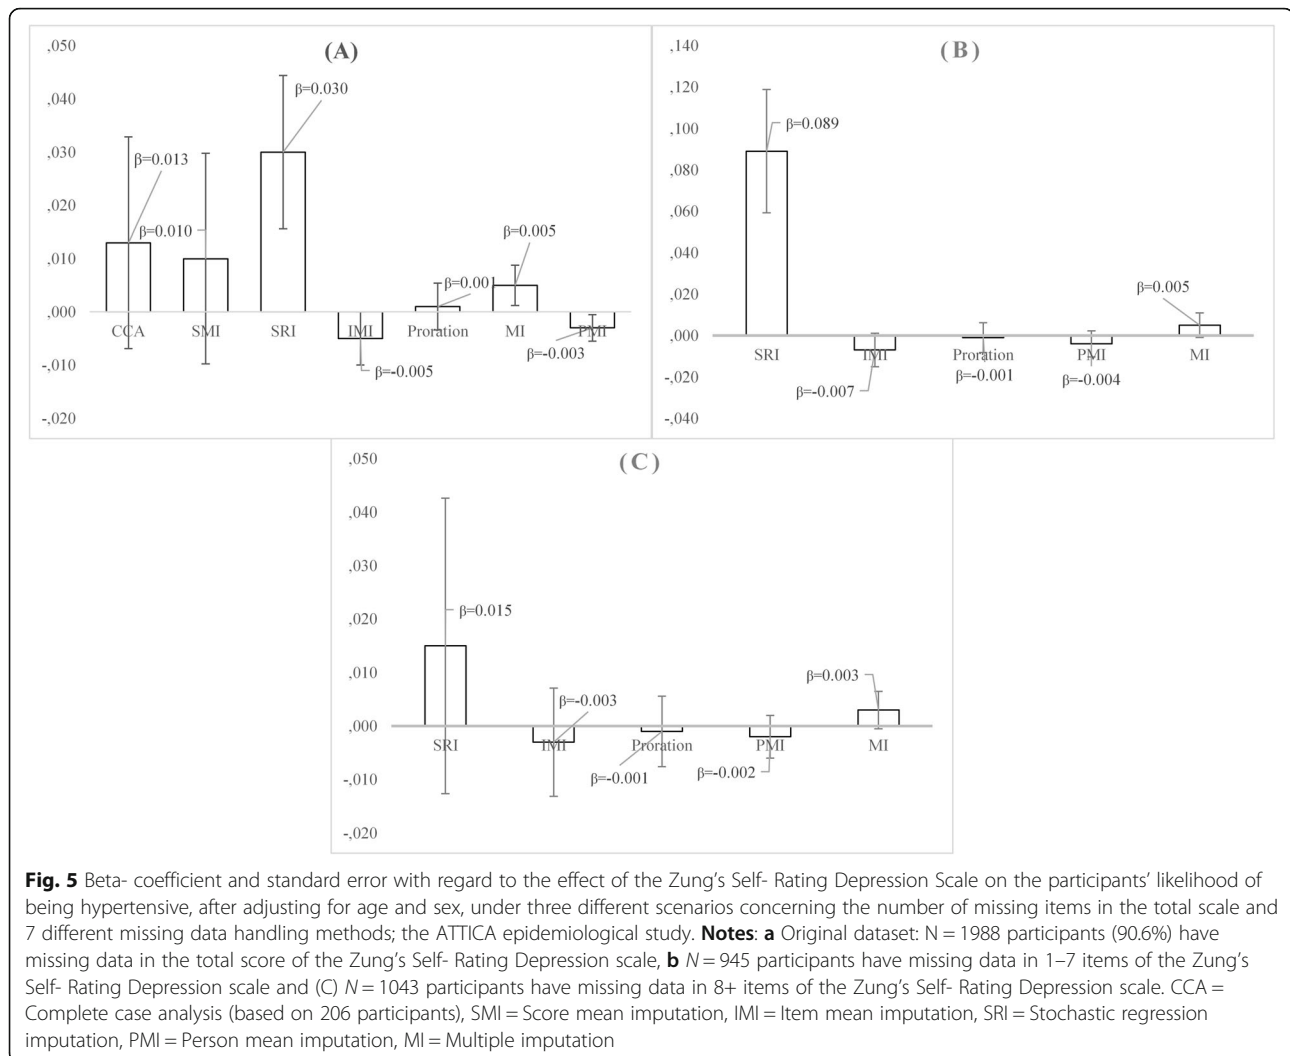 (A)
,050
,040
,030
,020
,010
,000
-,010
-,020
β=0.013
β=0.010
β=0.030
β=-0.005
β=0.001
β=0.005
β=-0.003
CCA SMI SRI IMI Proration MI PMI
(B)
,140
,120
,100
,080
,060
,040
,020
,000
-,020
-,040
β=0.089
β=-0.007
β=-0.001
β=-0.004
β=0.005
SRI IMI Proration PMI MI
(C)
,050
,040
,030
,020
,010
,000
-,010
-,020
β=0.015
β=-0.003
β=-0.001
β=-0.002
β=0.003
SRI IMI Proration PMI MI
Fig. 5 Beta- coefficient and standard error with regard to the effect of the Zung’s Self- Rating Depression Scale on the participants’ likelihood of
being hypertensive, after adjusting for age and sex, under three different scenarios concerning the number of missing items in the total scale and
7 different missing data handling methods; the ATTICA epidemiological study. Notes: a Original dataset: N = 1988 participants (90.6%) have
missing data in the total score of the Zung’s Self- Rating Depression scale, b N = 945 participants have missing data in 1–7 items of the Zung’s
Self- Rating Depression scale and (C) N = 1043 participants have missing data in 8+ items of the Zung’s Self- Rating Depression scale. CCA =
Complete case analysis (based on 206 participants), SMI = Score mean imputation, IMI = Item mean imputation, SRI = Stochastic regression
imputation, PMI = Person mean imputation, MI = Multiple imputation